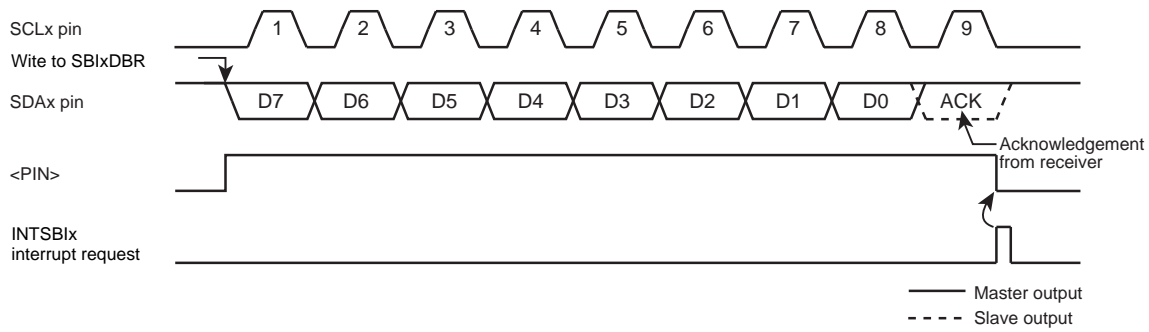 SCLx pin
1 2 3 4 5 6 7 8 9
Wite to SBIxDBR
SDAx pin
D7 D6 D5 D4 D3 D2 D1 D0 ACK
Acknowledgement
from receiver
<PIN>
INTSBIx
interrupt request
Master output
Slave output